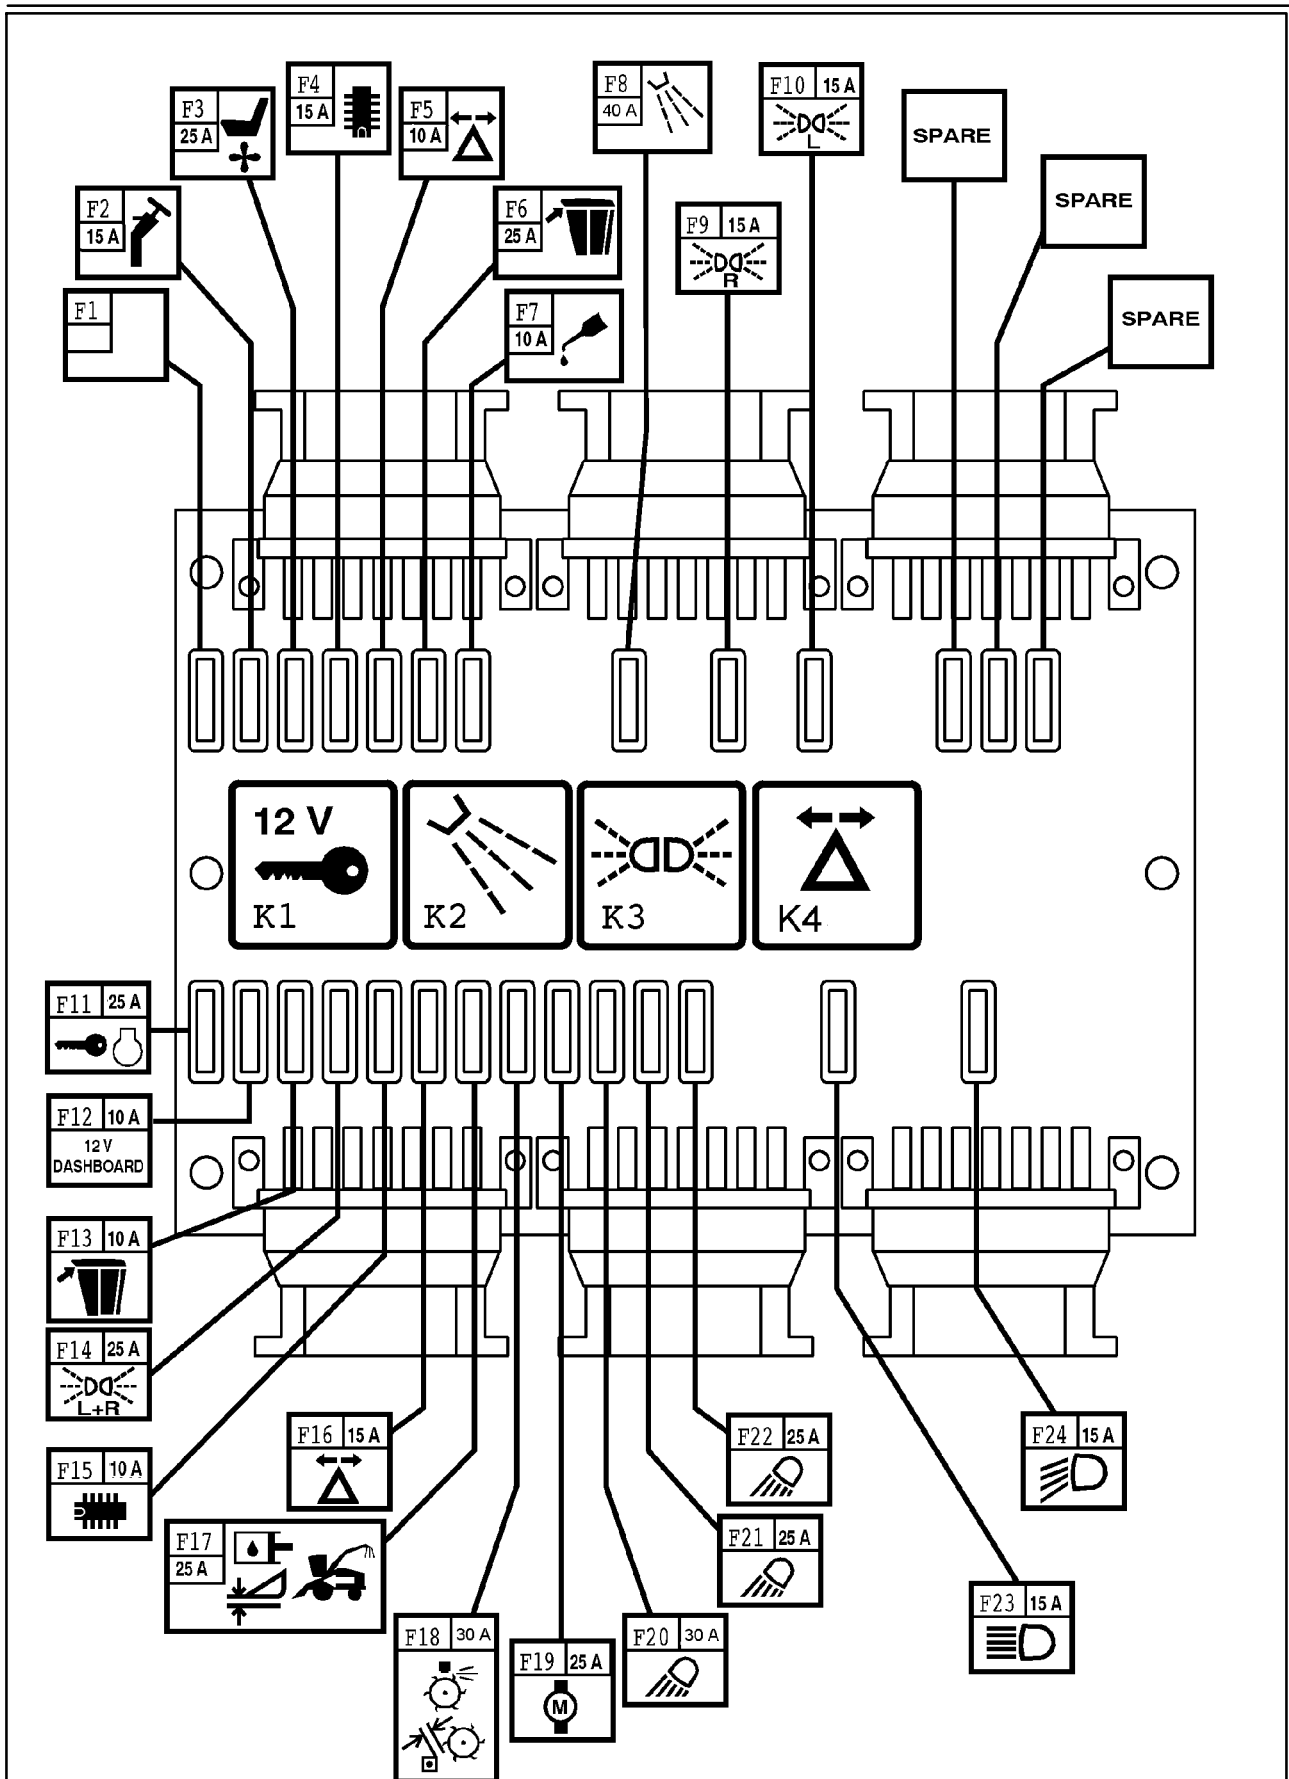 F4
15 A
F8
40 A
F10 15 A
L
F3
25 A
F5
10 A
SPARE
SPARE
F2
15 A
F6
25 A
F9 15 A
R
F1
F7
10 A
SPARE
12 V
K1
K2
K3
K4
F11 25 A
F12 10 A
12 V
DASHBOARD
F13 10 A
F14 25 A
L+R
F15 10 A
F16 15 A
F22 25 A
F24 15 A
F17
25 A
F21 25 A
F23 15 A
F18 30 A
F19 25 A
M
F20 30 A